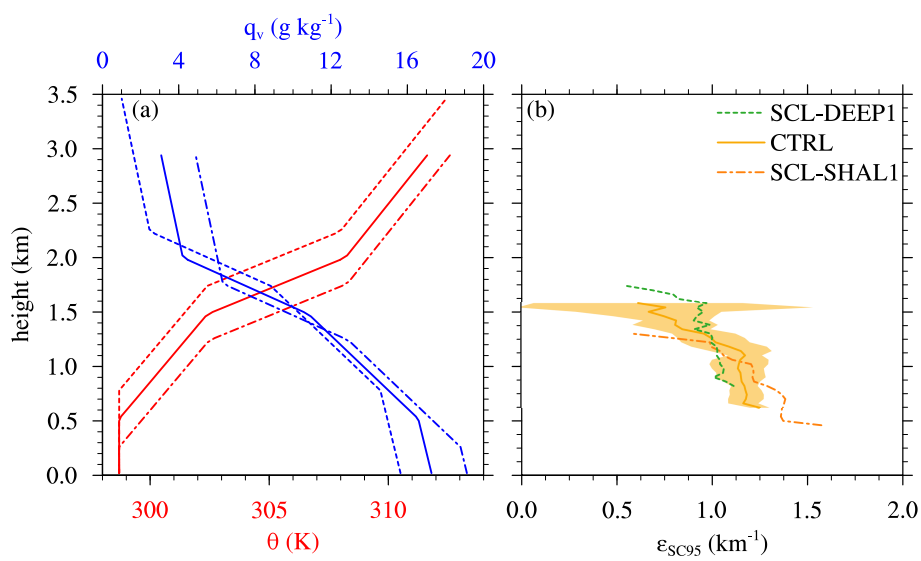 q_v (g kg^-1)
0 4 8 13 17 20
3.5
3.0
2.5
2.0
1.5
1.0
0.5
0.0
height (km)
(a)
300 305 310
θ (K)
(b)
SCL-DEEP1
CTRL
SCL-SHAL1
0.0 0.5 1.0 1.5 2.0
ε_SC95 (km^-1)